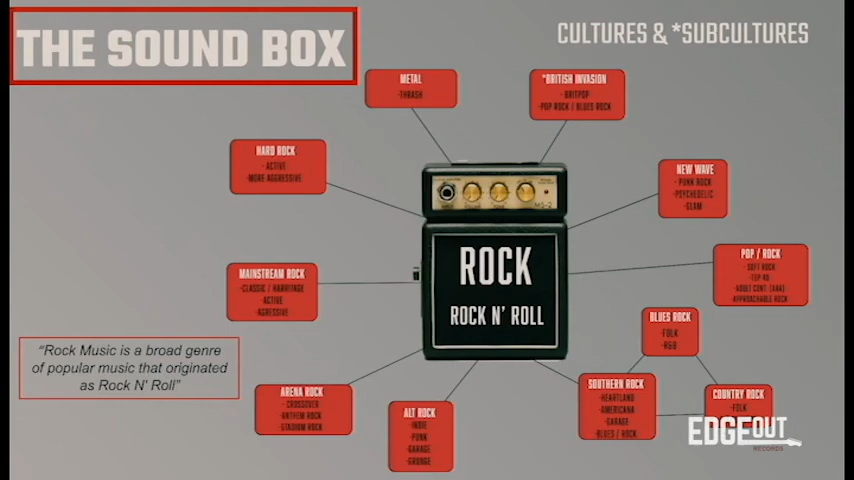 THE SOUND BOX
CULTURES & *SUBCULTURES
METAL
-THRASH
*BRITISH INVASION
- BRITPOP
- POP ROCK / BLUES ROCK
HARD ROCK
- ACTIVE
-MORE AGGRESSIVE
NEW WAVE
- PUNK ROCK
-PSYCHEDELIC
-GLAM
MS-2
ROCK
ROCK N' ROLL
POP / ROCK
- SOFT ROCK
- TOP 40
- ADULT CONT. (AAA)
-APPROACHABLE ROCK
MAINSTREAM ROCK
-CLASSIC / HARRITAGE
- ACTIVE
- AGRESSIVE
BLUES ROCK
-FOLK
- R&B
"Rock Music is a broad genre
of popular music that originated
as Rock N' Roll"
ARENA ROCK
- CROSSOVER
-ANTHEM ROCK
-STADIUM ROCK
ALT ROCK
- INDIE
-PUNK
-GARAGE
-GRUNGE
SOUTHERN ROCK
-HEARTLAND
-AMERICANA
- GARAGE
-BLUES / ROCK
COUNTRY ROCK
- FOLK
EDGEOUT
RECORDS